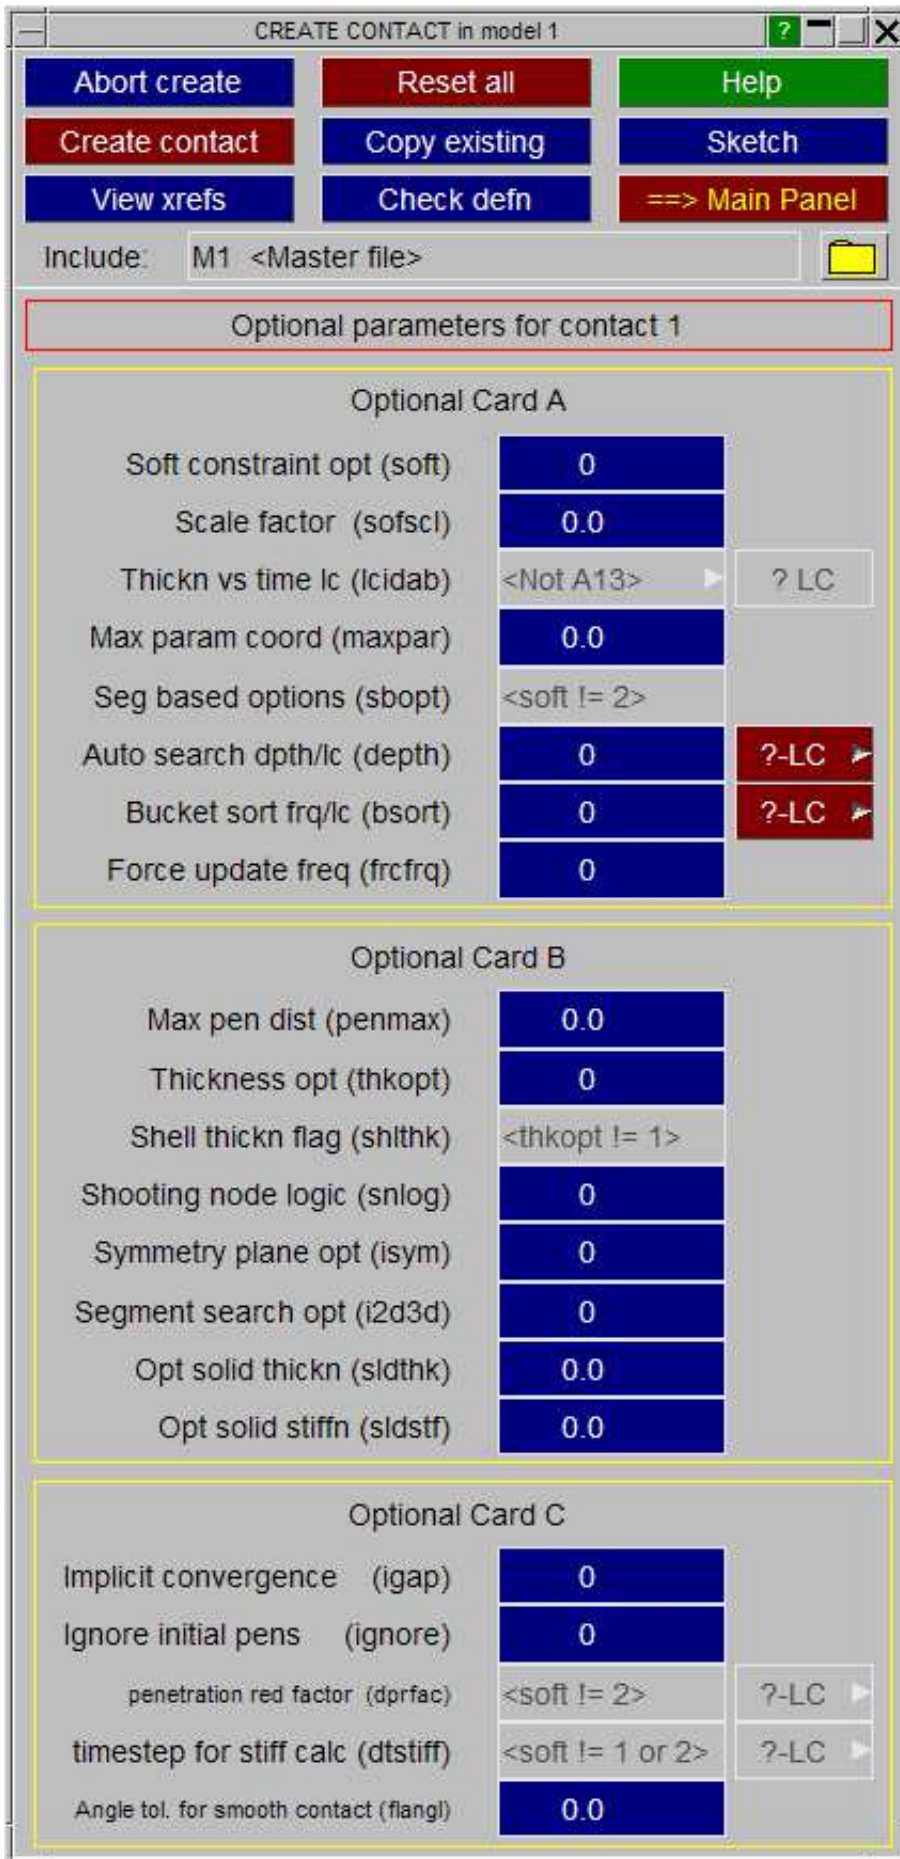 CREATE CONTACT in model 1 ?
Abort create Reset all Help
Create contact Copy existing Sketch
View xrefs Check defn ==> Main Panel
Include: M1 <Master file>
Optional parameters for contact 1
Optional Card A
Soft constraint opt (soft) 0
Scale factor (sofscl) 0.0
Thickn vs time lc (lcidab) <Not A13> ? LC
Max param coord (maxpar) 0.0
Seg based options (sbopt) <soft != 2>
Auto search dpth/lc (depth) 0 ?-LC
Bucket sort frq/lc (bsort) 0 ?-LC
Force update freq (frcfrq) 0
Optional Card B
Max pen dist (penmax) 0.0
Thickness opt (thkopt) 0
Shell thickn flag (shlthk) <thkopt != 1>
Shooting node logic (snlog) 0
Symmetry plane opt (isym) 0
Segment search opt (i2d3d) 0
Opt solid thickn (sldthk) 0.0
Opt solid stiffn (sldstf) 0.0
Optional Card C
Implicit convergence (igap) 0
Ignore initial pens (ignore) 0
penetration red factor (dprfac) <soft != 2> ?-LC
timestep for stiff calc (dtstiff) <soft != 1 or 2> ?-LC
Angle tol. for smooth contact (flangl) 0.0